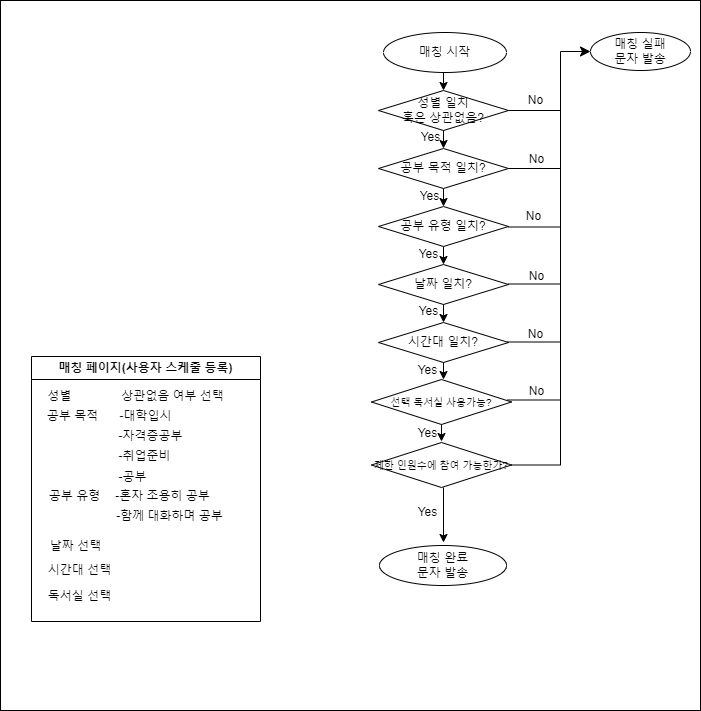 매칭 시작
매칭 실패
문자 발송
성별 일치
혹은 상관없음?
No
Yes
공부 목적 일치?
No
Yes
공부 유형 일치?
No
Yes
날짜 일치?
No
Yes
시간대 일치?
No
Yes
선택 독서실 사용가능?
No
Yes
제한 인원수에 참여 가능한가?
Yes
매칭 완료
문자 발송
매칭 페이지(사용자 스케줄 등록)
성별 상관없음 여부 선택
공부 목적 -대학입시
-자격증공부
-취업준비
-공부
공부 유형 -혼자 조용히 공부
-함께 대화하며 공부
날짜 선택
시간대 선택
독서실 선택